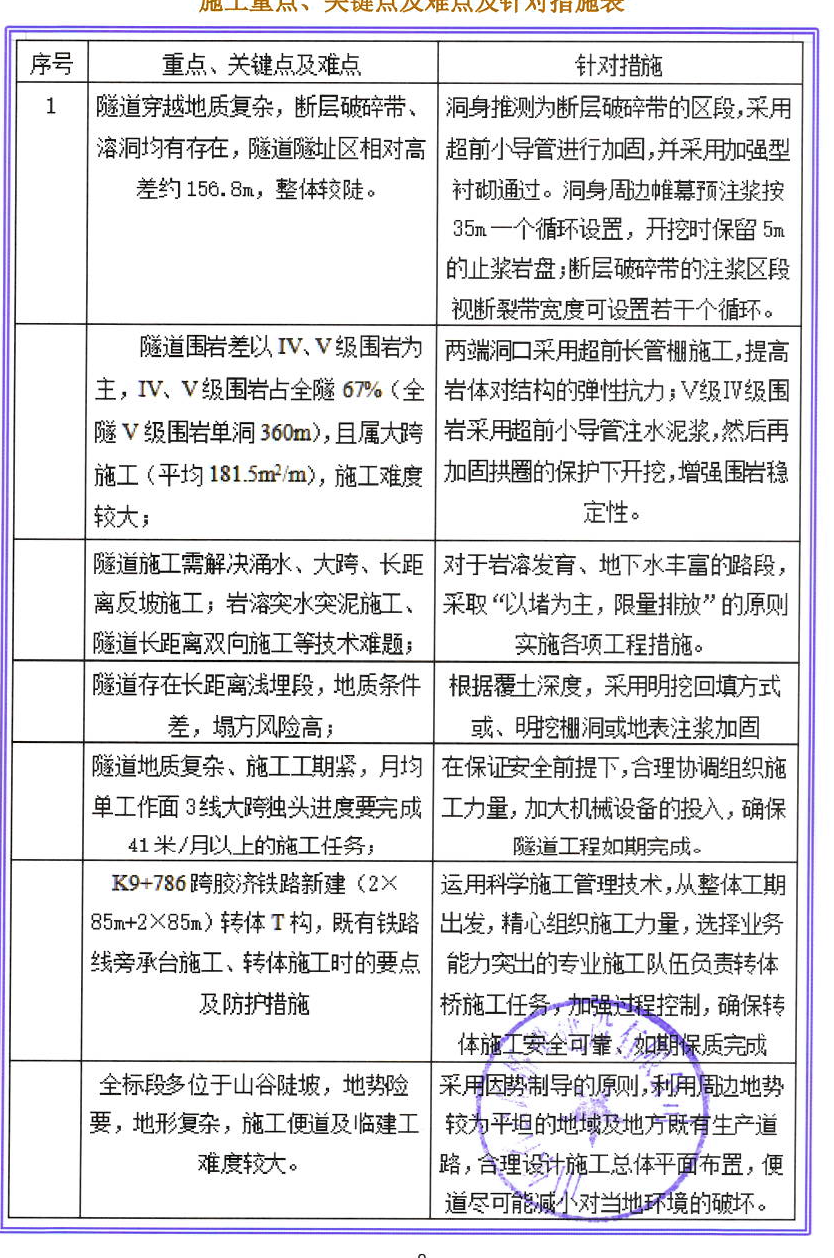 施工重点、关键点及难点及针对措施表
序号
重点、关键点及难点
针对措施
1
隧道穿越地质复杂，断层破碎带、
溶洞均有存在，隧道隧址区相对高
差约156.8m，整体较陡。
洞身推测为断层破碎带的区段,采用
超前小导管进行加固,并采用加强型
衬砌通过。洞身周边帷幕预注浆按
35m一个循环设置，开挖时保留5m
的止浆岩盘;断层破碎带的注浆区段
视断裂带宽度可设置若干个循环。
隧道围岩差以IV、V级围岩为
主，IV、V级围岩占全隧67%（全
隧V级围岩单洞360m），且属大跨
施工（平均181.5m²/m），施工难度
较大；
两端洞口采用超前长管棚施工,提高
岩体对结构的弹性抗力;V级IV级围
岩采用超前小导管注水泥浆,然后再
加固拱圈的保护下开挖,增强围岩稳
定性。
隧道施工需解决涌水、大跨、长距
离反坡施工；岩溶突水突泥施工、
隧道长距离双向施工等技术难题；
对于岩溶发育、地下水丰富的路段，
采取“以堵为主，限量排放”的原则
实施各项工程措施。
隧道存在长距离浅埋段，地质条件
差，塌方风险高；
根据覆土深度，采用明挖回填方式
或、明挖棚洞或地表注浆加固
隧道地质复杂、施工工期紧，月均
单工作面3线大跨独头进度要完成
41米/月以上的施工任务；
在保证安全前提下,合理协调组织施
工力量，加大机械设备的投入，确保
隧道工程如期完成。
K9+786跨胶济铁路新建（2×
85m+2×85m）转体T构，既有铁路
线旁承台施工、转体施工时的要点
及防护措施
运用科学施工管理技术,从整体工期
出发，精心组织施工力量，选择业务
能力突出的专业施工队伍负责转体
桥施工任务，加强过程控制，确保转
体施工安全可靠、如期保质完成
全标段多位于山谷陡坡，地势险
要，地形复杂，施工便道及临建工
难度较大。
采用因势制导的原则,利用周边地势
较为平坦的地域及地方既有生产道
路，合理设计施工总体平面布置，便
道尽可能减小对当地环境的破坏。